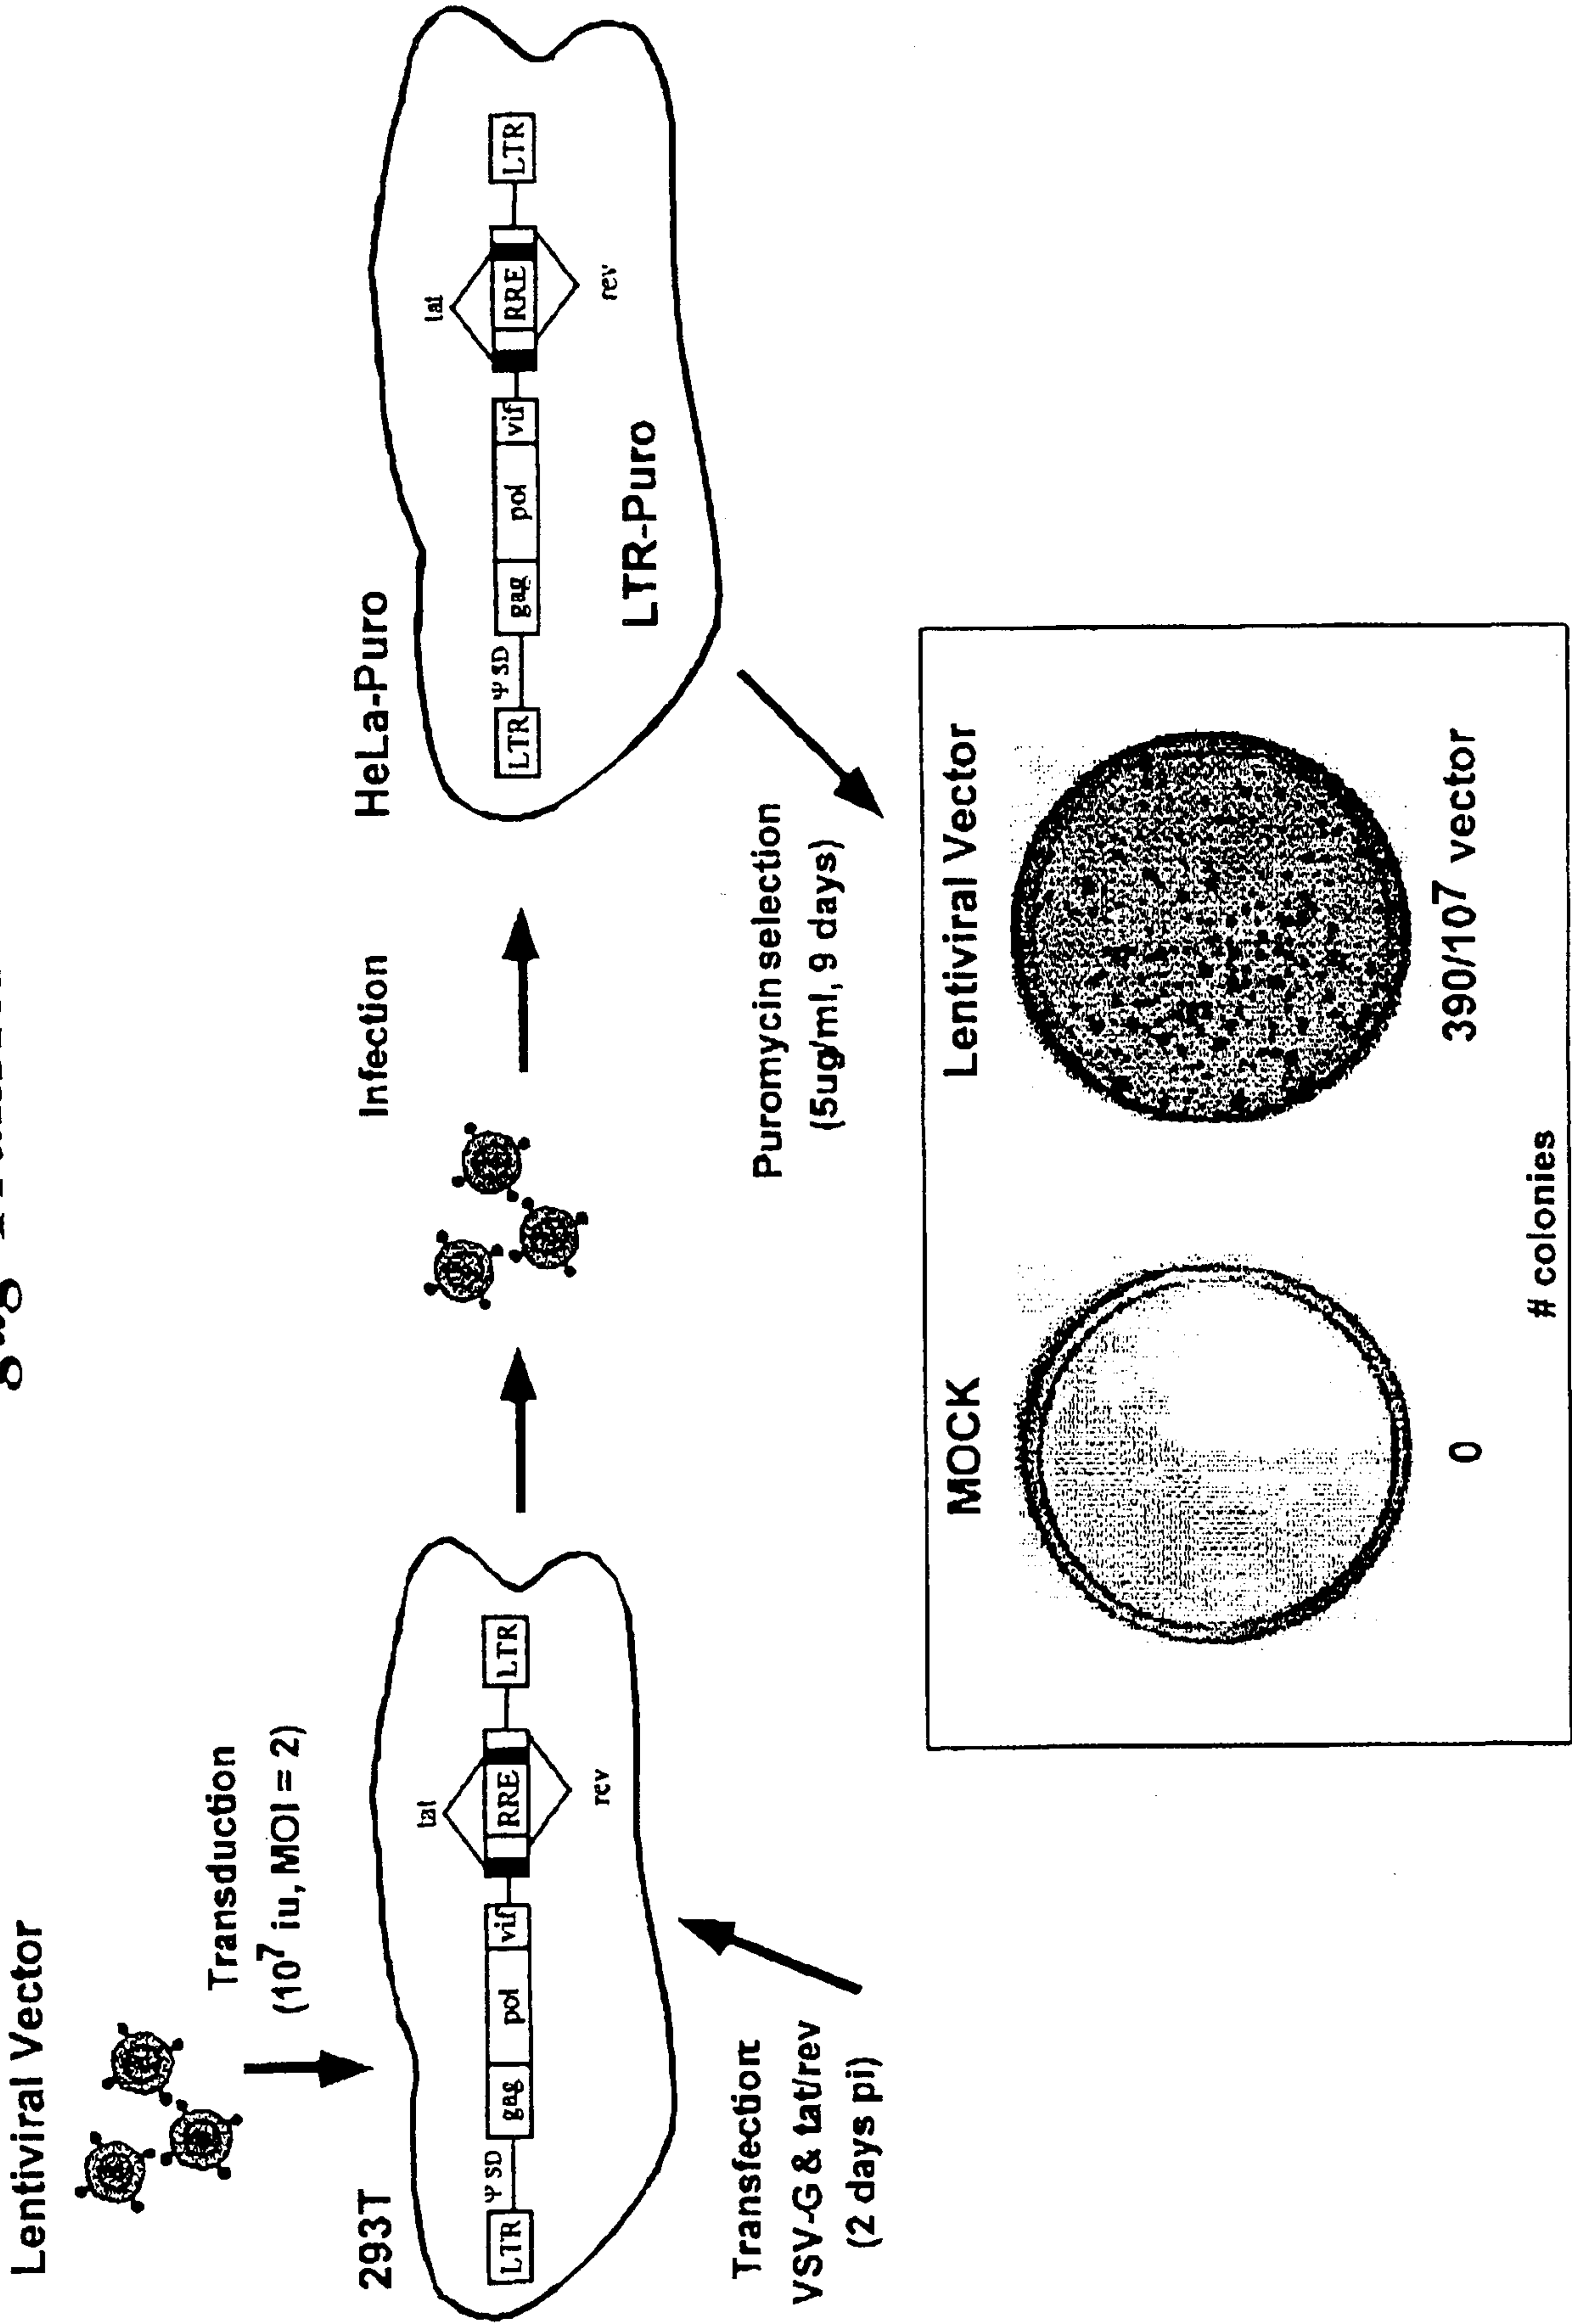 Lentiviral Vector
Transduction
(10⁷ iu, MOI = 2)
293T
LTR
Ψ SD
gag
pol
vif
tat
RRE
rev
LTR
Transfection
VSV-G & tat/rev
(2 days pi)
Infection
HeLa-Puro
LTR
Ψ SD
gag
pol
vif
tat
RRE
rev
LTR
LTR-Puro
Puromycin selection
(5ug/ml, 9 days)
MOCK
Lentiviral Vector
0
390/10⁷ vector
# colonies